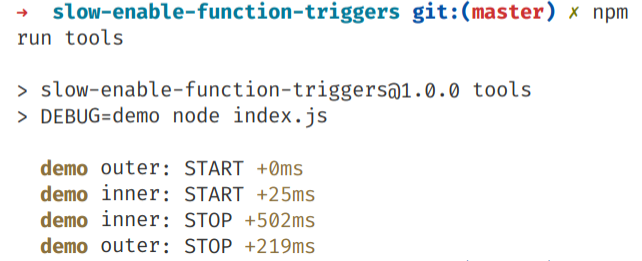 → slow-enable-function-triggers git:(master) ✗ npm
run tools
> slow-enable-function-triggers@1.0.0 tools
> DEBUG=demo node index.js
demo outer: START +0ms
demo inner: START +25ms
demo inner: STOP +502ms
demo outer: STOP +219ms